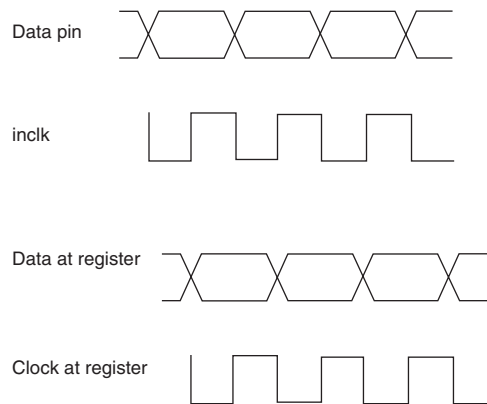 Data pin
inclk
Data at register
Clock at register